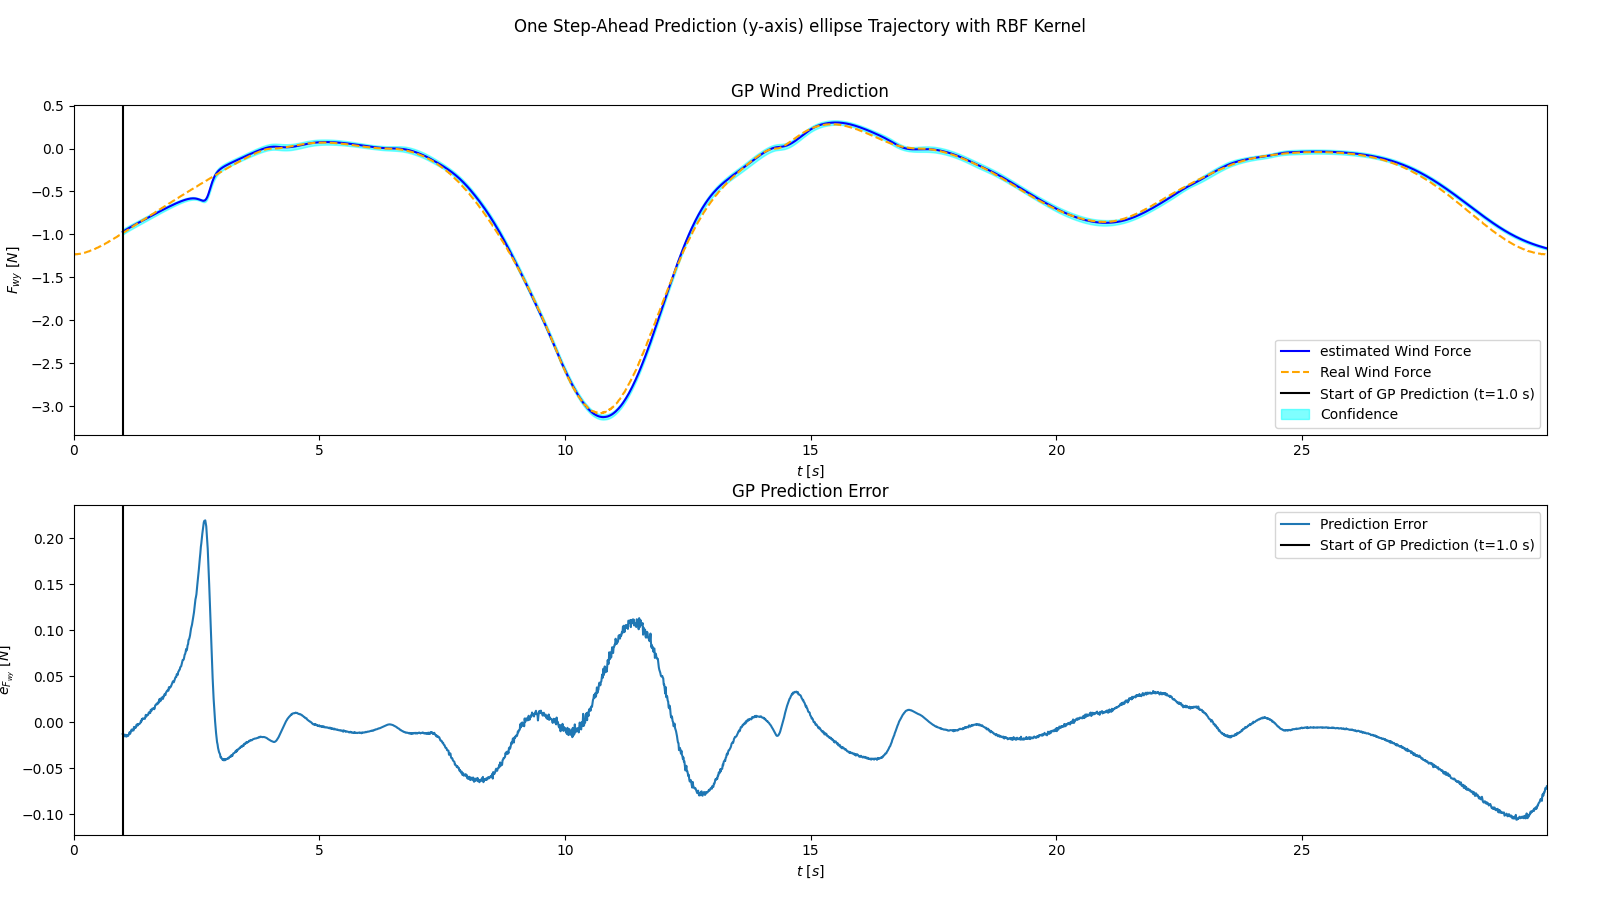 One Step-Ahead Prediction (y-axis) ellipse Trajectory with RBF Kernel
GP Wind Prediction
0.5
0.0
−0.5
−1.0
−1.5
−2.0
−2.5
−3.0
F_wy [N]
estimated Wind Force
Real Wind Force
Start of GP Prediction (t=1.0 s)
Confidence
0 5 10 15 20 25
t [s]
GP Prediction Error
0.20
0.15
0.10
0.05
0.00
−0.05
−0.10
e_F_wy [N]
Prediction Error
Start of GP Prediction (t=1.0 s)
0 5 10 15 20 25
t [s]